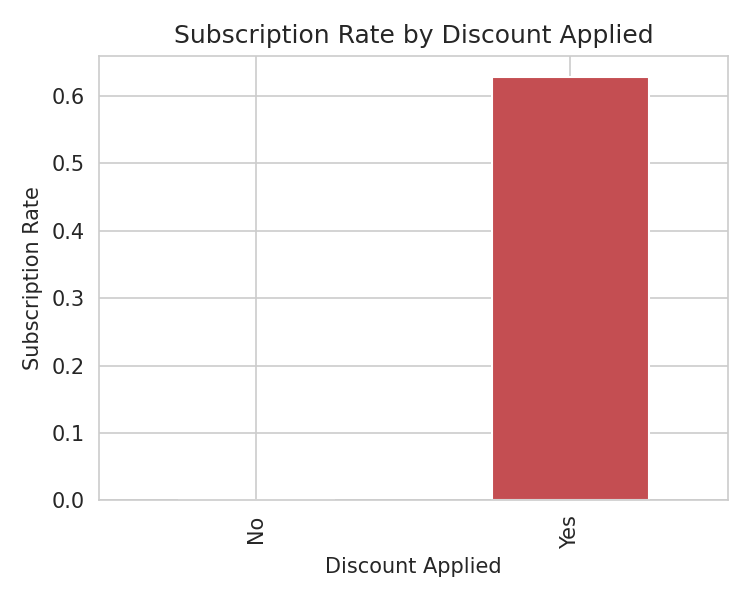 Subscription Rate by Discount Applied
Subscription Rate
0.6
0.5
0.4
0.3
0.2
0.1
0.0
No
Yes
Discount Applied